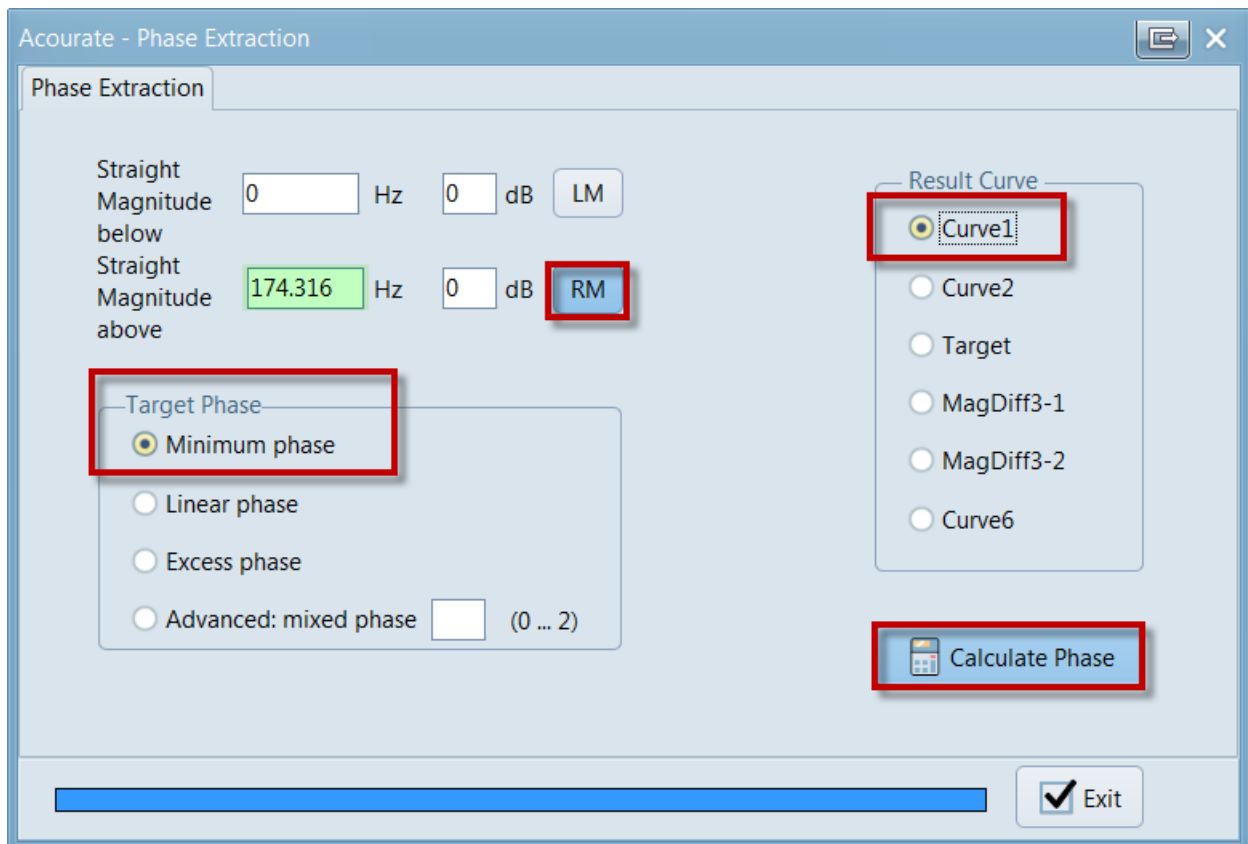 Acourate - Phase Extraction
Phase Extraction
Straight
Magnitude
below
0 Hz 0 dB LM
Straight
Magnitude
above
174.316 Hz 0 dB RM
Target Phase
Minimum phase
Linear phase
Excess phase
Advanced: mixed phase (0 ... 2)
Result Curve
Curve1
Curve2
Target
MagDiff3-1
MagDiff3-2
Curve6
Calculate Phase
Exit